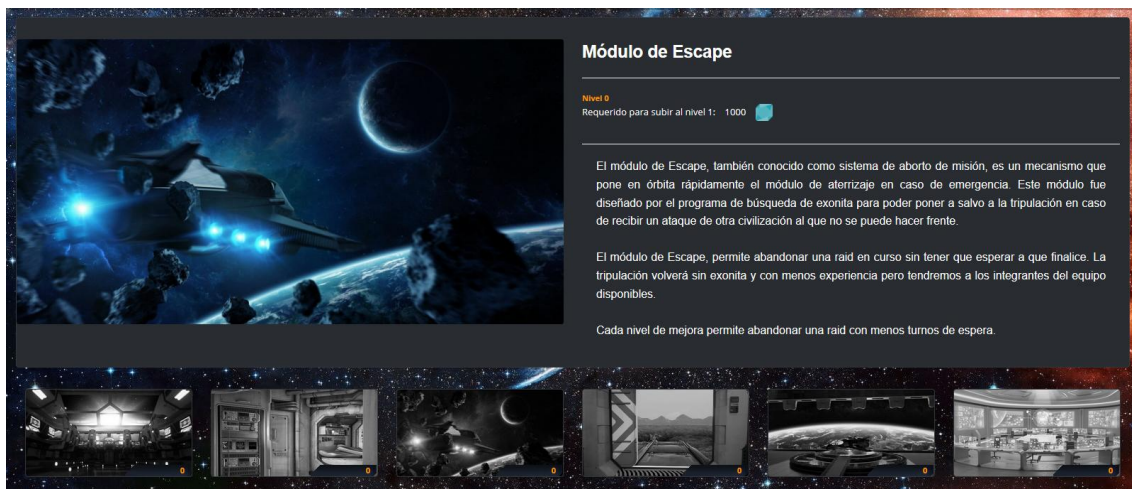 Módulo de Escape
Nivel 0
Requerido para subir al nivel 1: 1000
El módulo de Escape, también conocido como sistema de aborto de misión, es un mecanismo que
pone en órbita rápidamente el módulo de aterrizaje en caso de emergencia. Este módulo fue
diseñado por el programa de búsqueda de exonita para poder poner a salvo a la tripulación en caso
de recibir un ataque de otra civilización al que no se puede hacer frente.
El módulo de Escape, permite abandonar una raid en curso sin tener que esperar a que finalice. La
tripulación volverá sin exonita y con menos experiencia pero tendremos a los integrantes del equipo
disponibles.
Cada nivel de mejora permite abandonar una raid con menos turnos de espera.
0 0 0 0 0 0